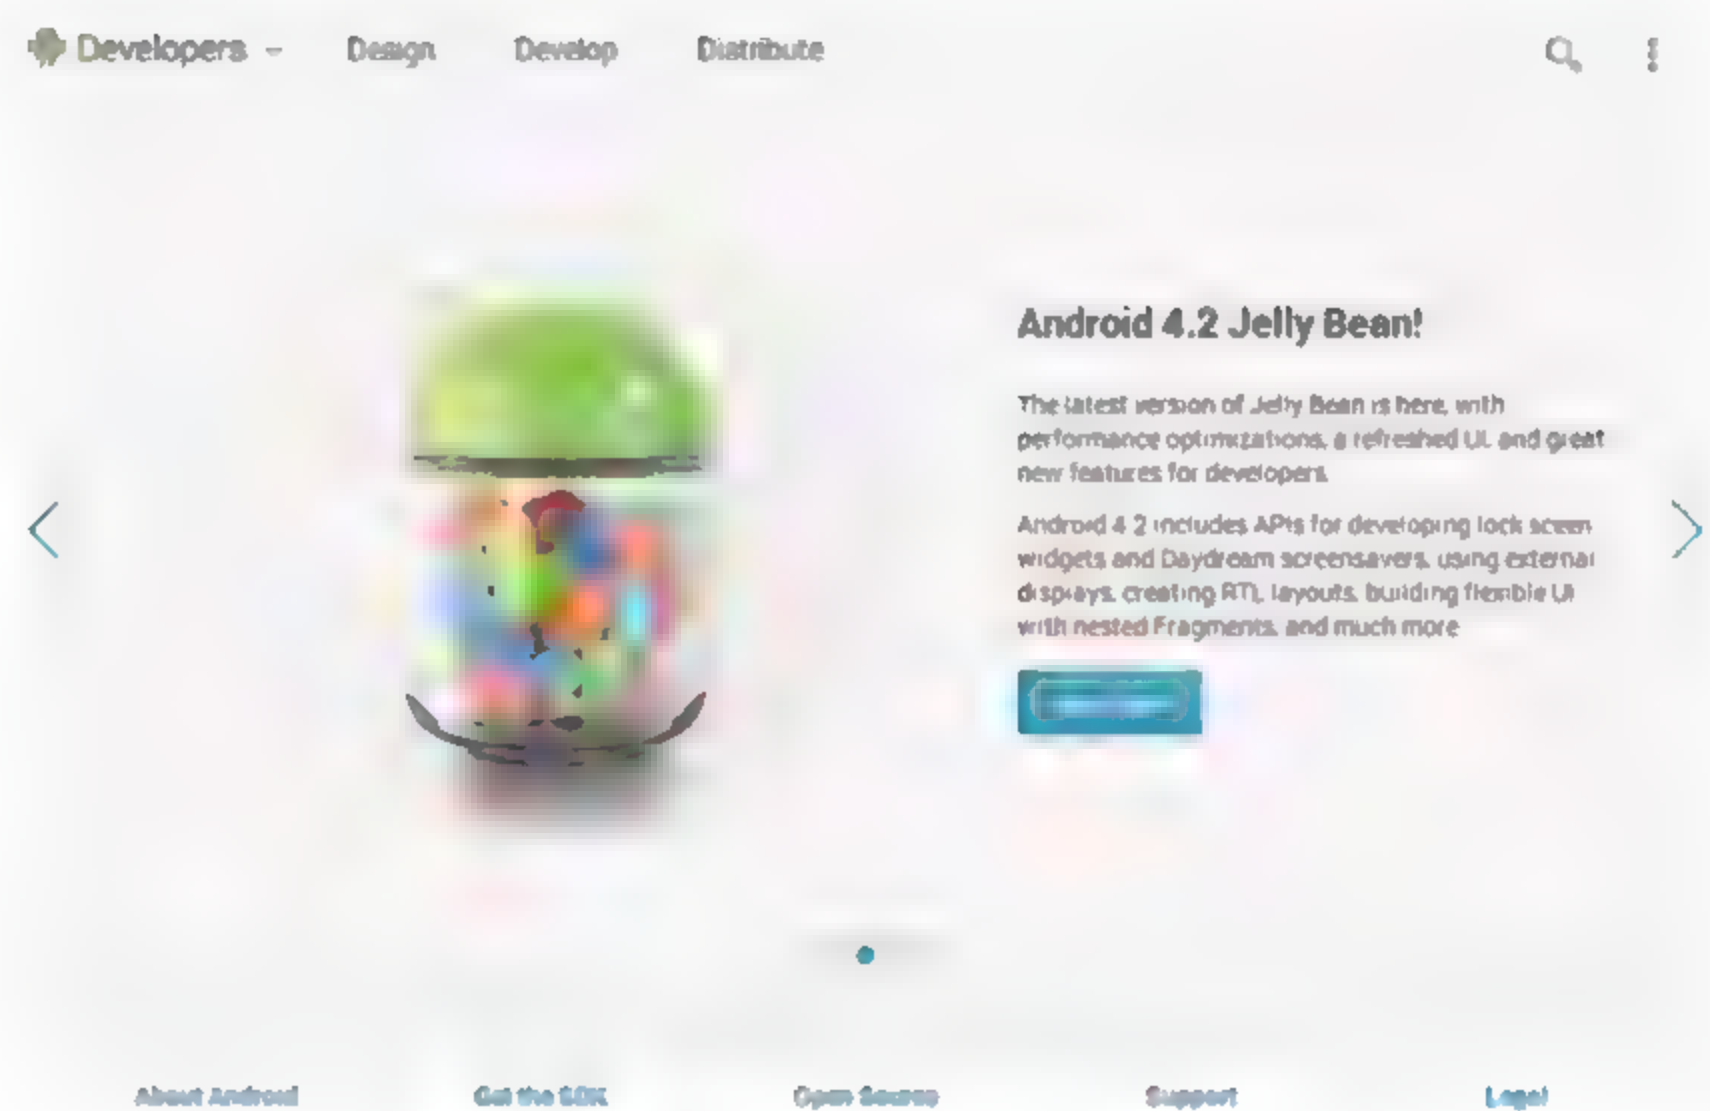 Developers
Design
Develop
Distribute
Android 4.2 Jelly Bean!
The latest version of Jelly Bean is here, with
performance optimizations, a refreshed UI, and great
new features for developers.
Android 4.2 includes APIs for developing lock screen
widgets and Daydream screensavers, using external
displays, creating RTL layouts, building flexible UI
with nested Fragments, and much more
About Android
Get the SDK
Open Source
Support
Legal